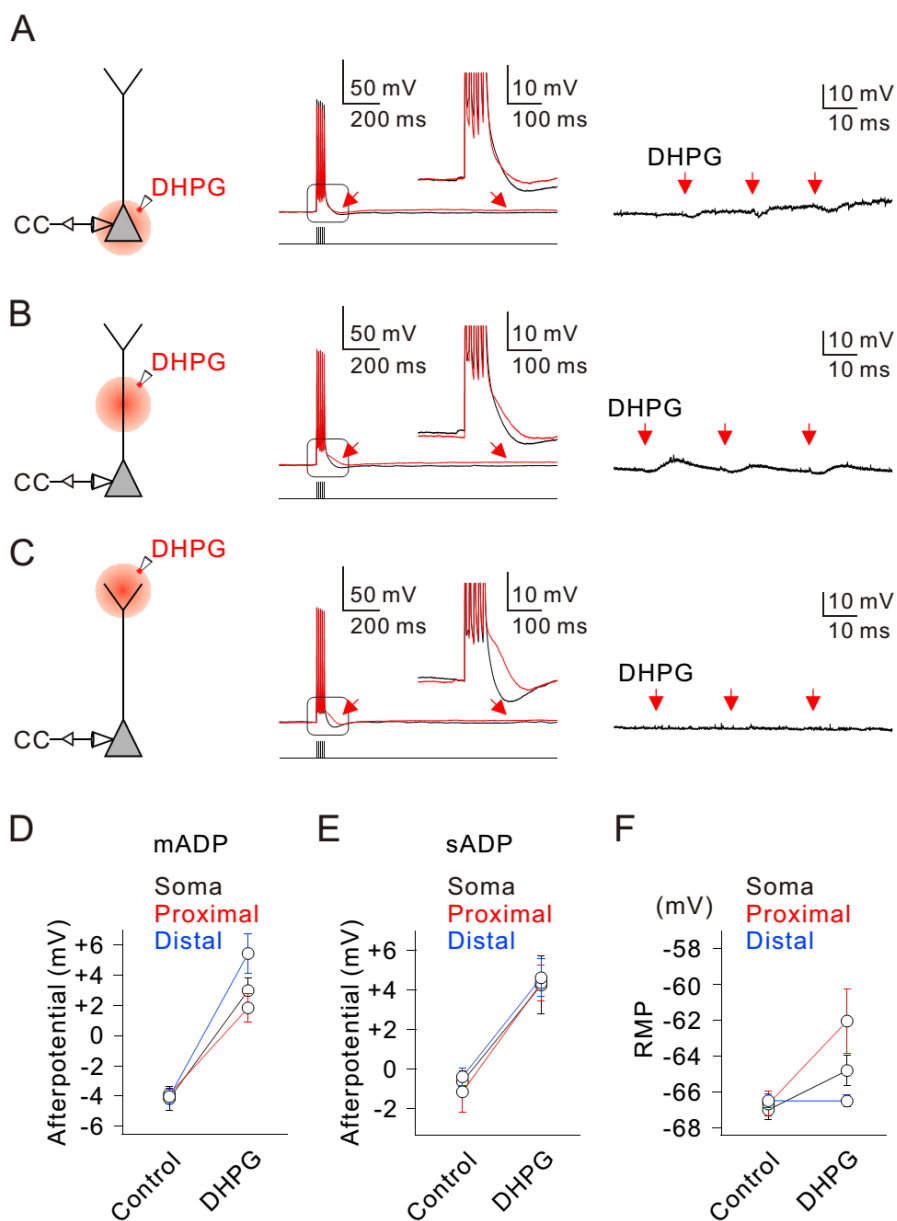 A
DHPG
CC
50 mV
200 ms
10 mV
100 ms
10 mV
10 ms
DHPG
B
DHPG
CC
50 mV
200 ms
10 mV
100 ms
10 mV
10 ms
DHPG
C
DHPG
CC
50 mV
200 ms
10 mV
100 ms
10 mV
10 ms
DHPG
D
mADP
Soma
Proximal
Distal
Afterpotential (mV)
+6
+4
+2
0
-2
-4
-6
Control
DHPG
E
sADP
Soma
Proximal
Distal
Afterpotential (mV)
+6
+4
+2
0
-2
Control
DHPG
F
Soma
Proximal
Distal
(mV)
RMP
-58
-60
-62
-64
-66
-68
Control
DHPG